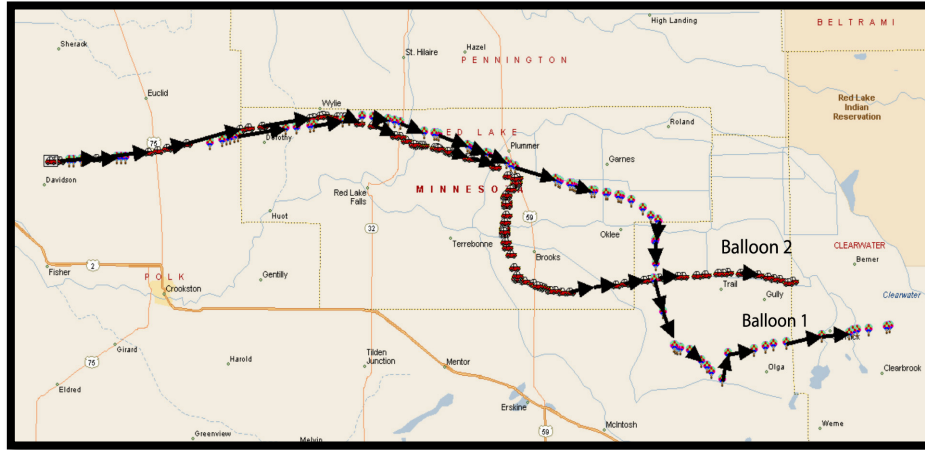 High Landing
BELTRAMI
Sherack
Hazel
St. Hilaire
PENNINGTON
Euclid
Red Lake
Indian
Reservation
Wylie
Roland
75
Dorothy
ED LAKE
Plummer
Garnes
Davidson
MINNESO
Red Lake
Falls
Huot
59
32
Oklee
Terrebonne
Balloon 2
CLEARWATER
Brooks
Berner
Fisher
2
POLK
Gentilly
Crookston
Trail
Gully
Clearwater
Balloon 1
Girard
Harold
Tilden
Junction
Mentor
Olga
Clearbrook
75
Eldred
Erskine
Greenview
Melvin
59
McIntosh
Weme